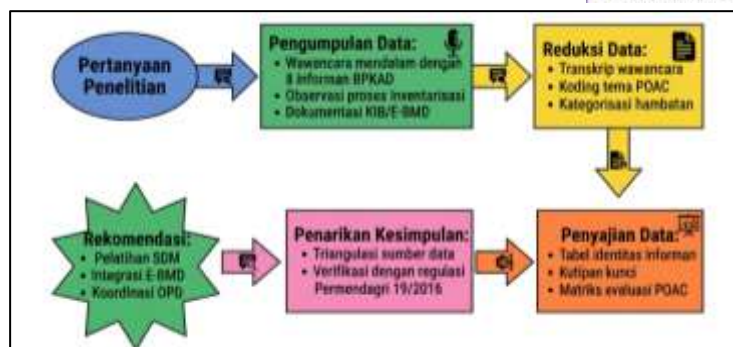 Pertanyaan
Penelitian
Pengumpulan Data:
• Wawancara mendalam dengan
8 informan BPKAD
• Observasi proses inventarisasi
• Dokumentasi KIB/E-BMD
Reduksi Data:
• Transkrip wawancara
• Koding tema POAC
• Kategorisasi hambatan
Rekomendasi:
• Pelatihan SDM
• Integrasi E-BMD
• Koordinasi OPD
Penarikan Kesimpulan:
• Triangulasi sumber data
• Verifikasi dengan regulasi
Permendagri 19/2016
Penyajian Data:
• Tabel identitas informan
• Kutipan kunci
• Matriks evaluasi POAC